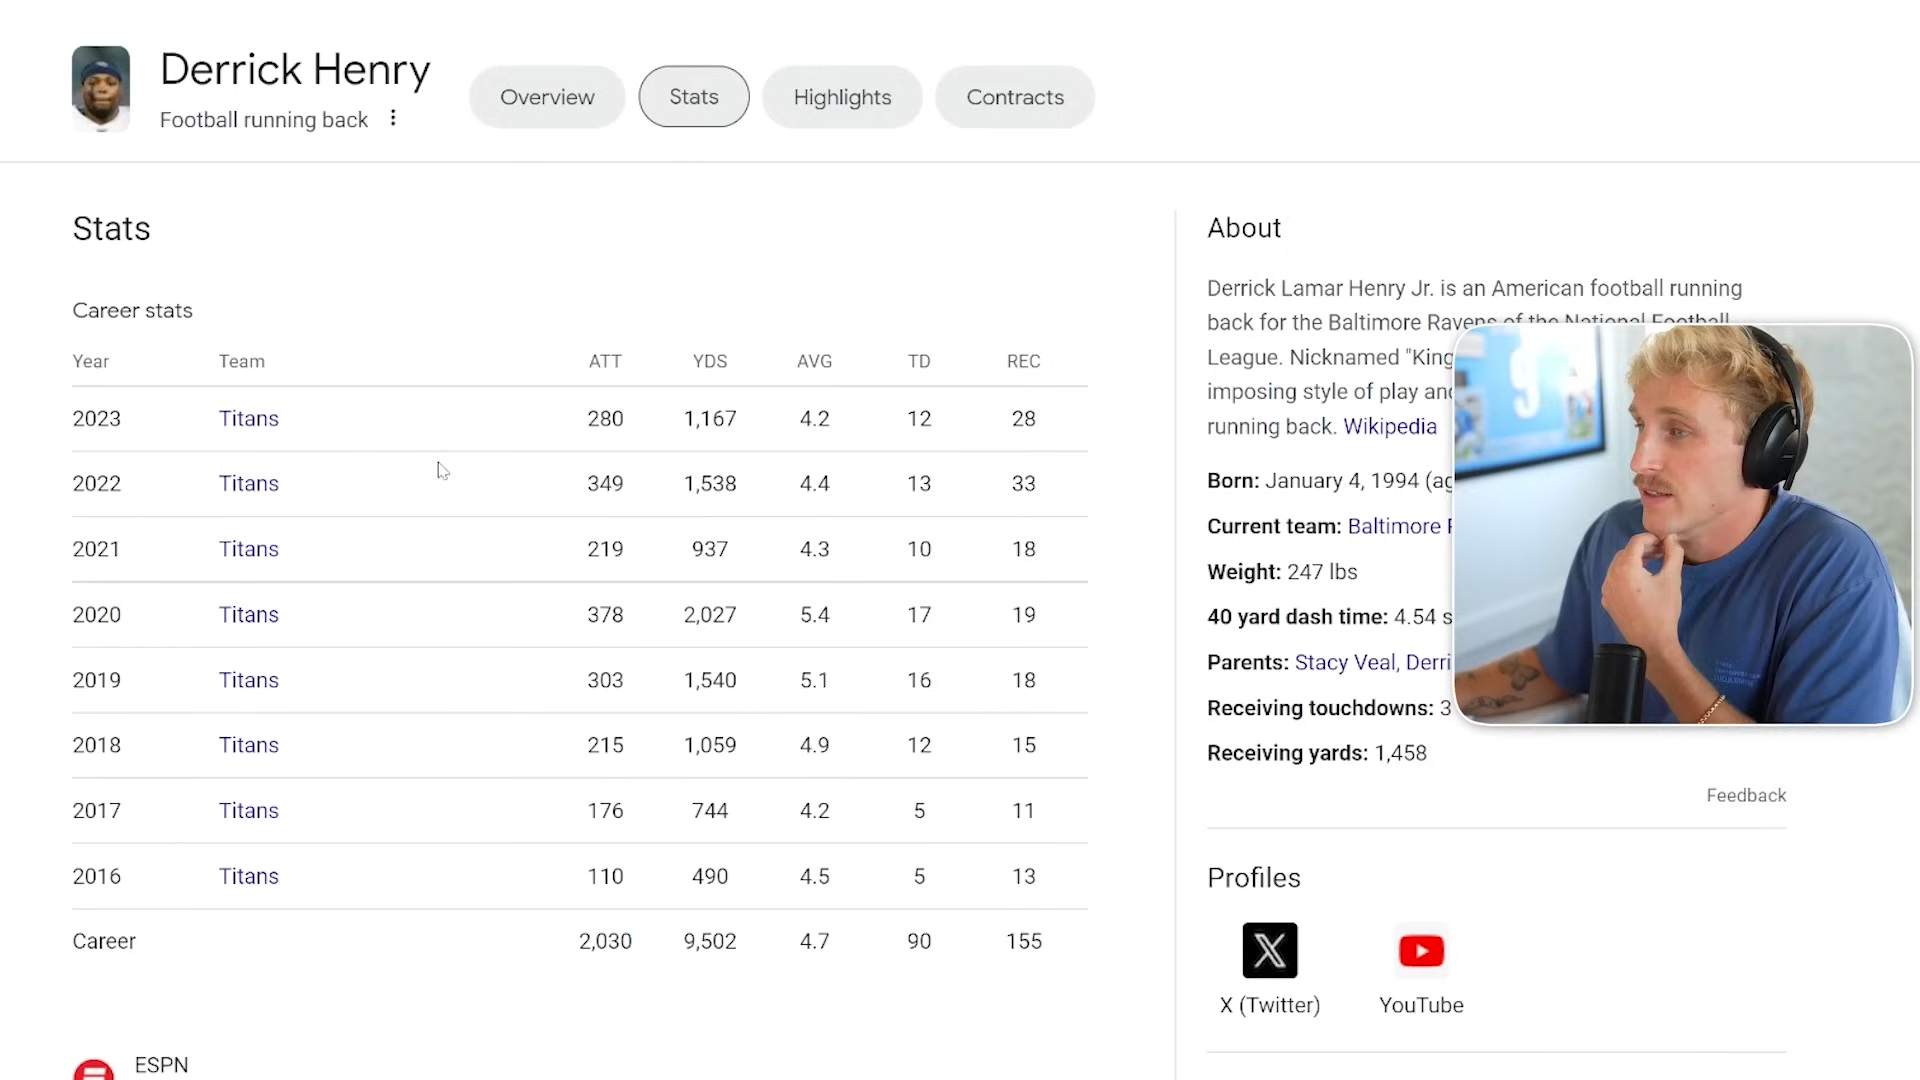 Derrick Henry
Football running back
Overview
Stats
Highlights
Contracts
Stats
Career stats
Year Team ATT YDS AVG TD REC
2023 Titans 280 1,167 4.2 12 28
2022 Titans 349 1,538 4.4 13 33
2021 Titans 219 937 4.3 10 18
2020 Titans 378 2,027 5.4 17 19
2019 Titans 303 1,540 5.1 16 18
2018 Titans 215 1,059 4.9 12 15
2017 Titans 176 744 4.2 5 11
2016 Titans 110 490 4.5 5 13
Career 2,030 9,502 4.7 90 155
ESPN
About
Derrick Lamar Henry Jr. is an American football running
back for the Baltimore Ravens of the National Football
League. Nicknamed "King
imposing style of play and
running back. Wikipedia
Born: January 4, 1994 (ag
Current team: Baltimore R
Weight: 247 lbs
40 yard dash time: 4.54 s
Parents: Stacy Veal, Derri
Receiving touchdowns: 3
Receiving yards: 1,458
Feedback
Profiles
X (Twitter)
YouTube